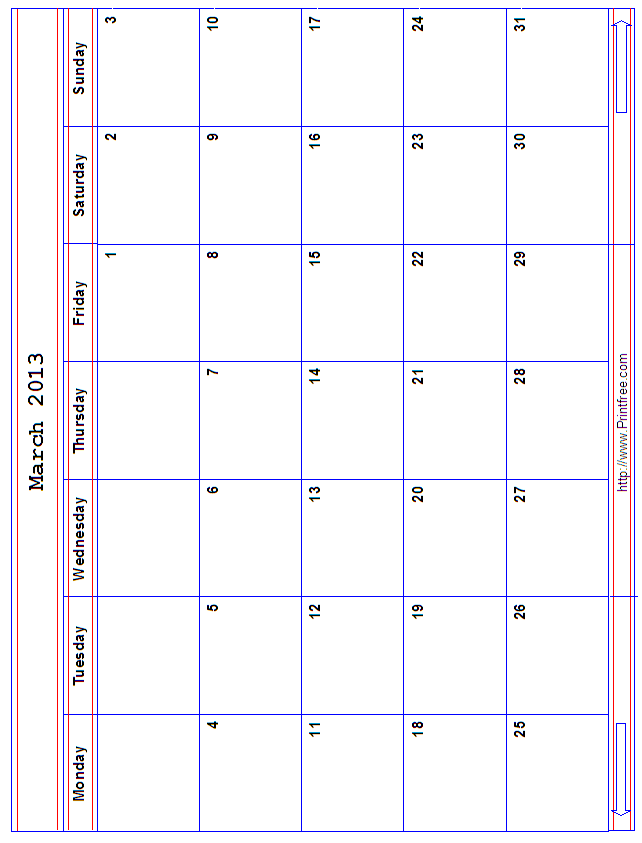 March 2013
Monday Tuesday Wednesday Thursday Friday Saturday Sunday
1 2 3
4 5 6 7 8 9 10
11 12 13 14 15 16 17
18 19 20 21 22 23 24
25 26 27 28 29 30 31
http://www.Printfree.com